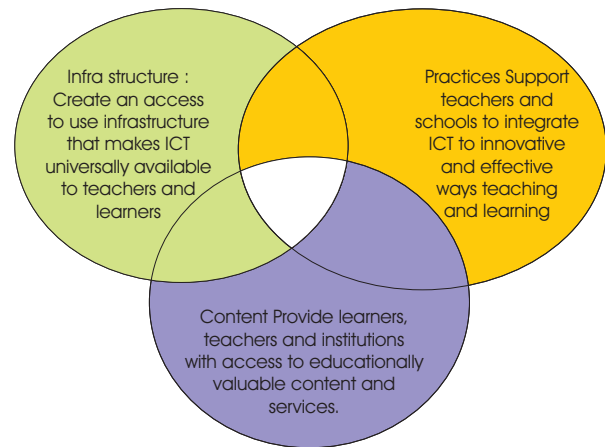 Infra structure :
Create an access
to use infrastructure
that makes ICT
universally available
to teachers and
learners
Practices Support
teachers and
schools to integrate
ICT to innovative
and effective
ways teaching
and learning
Content Provide learners,
teachers and institutions
with access to educationally
valuable content and
services.